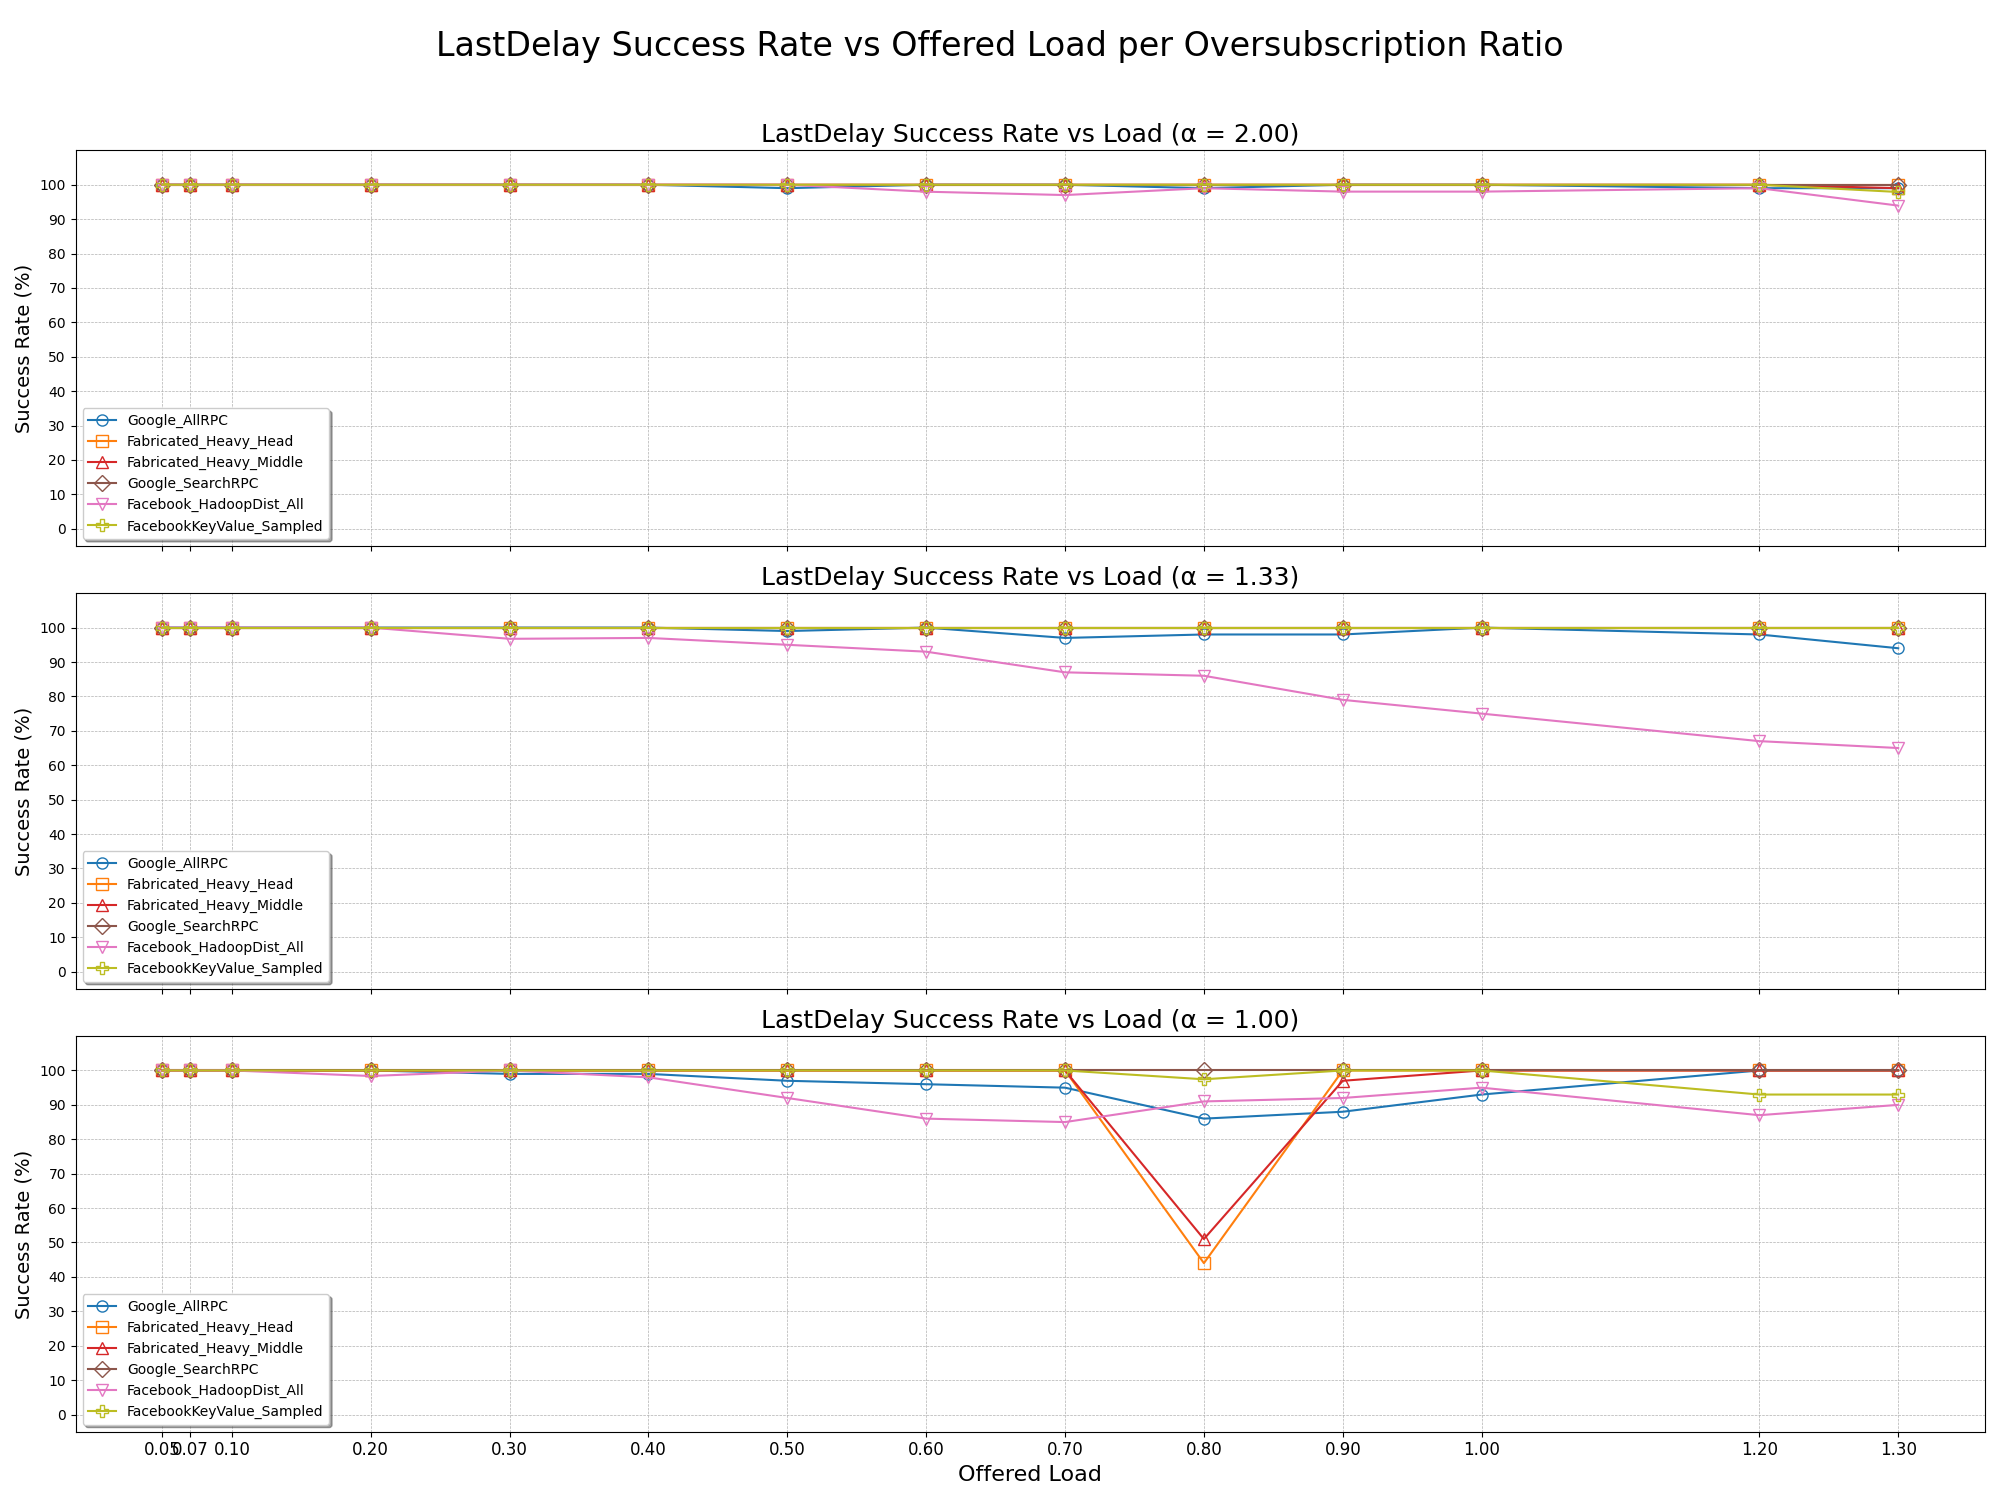 LastDelay Success Rate vs Offered Load per Oversubscription Ratio
LastDelay Success Rate vs Load (α = 2.00)
Success Rate (%)
100
90
80
70
60
50
40
30
20
10
0
Google_AllRPC
Fabricated_Heavy_Head
Fabricated_Heavy_Middle
Google_SearchRPC
Facebook_HadoopDist_All
FacebookKeyValue_Sampled
LastDelay Success Rate vs Load (α = 1.33)
Success Rate (%)
100
90
80
70
60
50
40
30
20
10
0
Google_AllRPC
Fabricated_Heavy_Head
Fabricated_Heavy_Middle
Google_SearchRPC
Facebook_HadoopDist_All
FacebookKeyValue_Sampled
LastDelay Success Rate vs Load (α = 1.00)
Success Rate (%)
100
90
80
70
60
50
40
30
20
10
0
Google_AllRPC
Fabricated_Heavy_Head
Fabricated_Heavy_Middle
Google_SearchRPC
Facebook_HadoopDist_All
FacebookKeyValue_Sampled
0.05 0.07 0.10 0.20 0.30 0.40 0.50 0.60 0.70 0.80 0.90 1.00 1.20 1.30
Offered Load